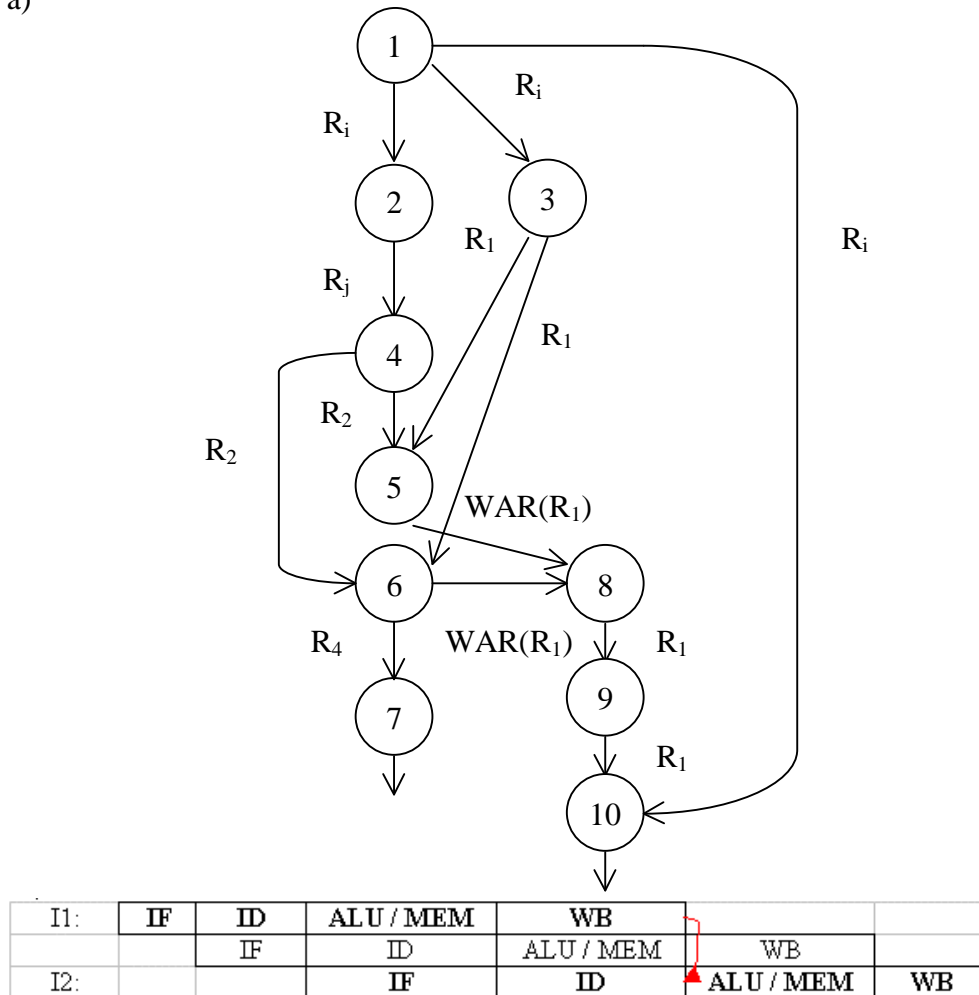 a)
1
Ri
Ri
2
3
R1
Ri
Rj
R1
4
R2
R2
5
WAR(R1)
6
8
R4
WAR(R1)
R1
9
7
R1
10
I1: IF ID ALU / MEM WB
IF ID ALU / MEM WB
I2: IF ID ALU / MEM WB